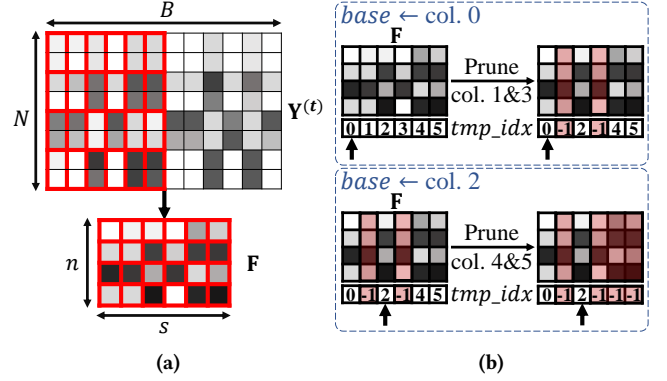 B
N
Y(t)
n
F
s
(a)
base ← col. 0
F
Prune
col. 1&3
0 1 2 3 4 5 tmp_idx 0 -1 2 -1 4 5
base ← col. 2
F
Prune
col. 4&5
0 -1 2 -1 4 5 tmp_idx 0 -1 2 -1 -1 -1
(b)